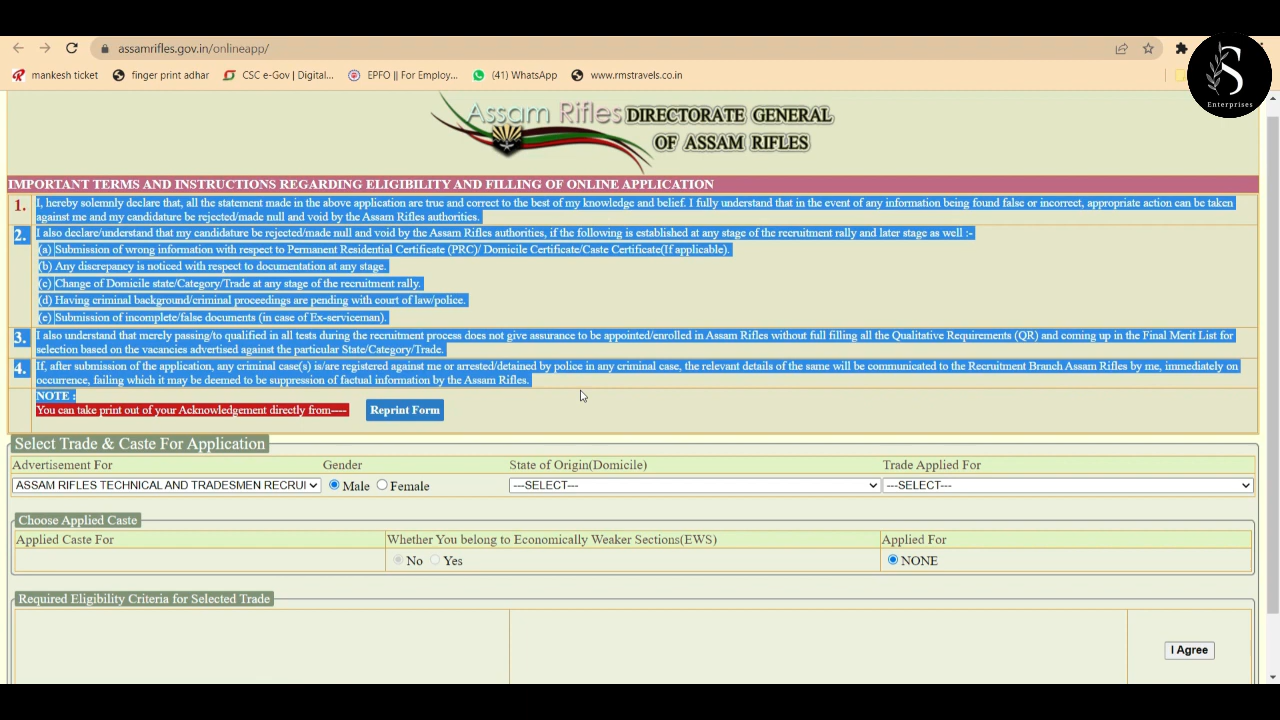 assamrifles.gov.in/onlineapp/
mankesh ticket finger print adhar CSC e-Gov | Digital... EPFO || For Employ... (41) WhatsApp www.rmstravels.co.in
S
Enterprises
Assam Rifles DIRECTORATE GENERAL
OF ASSAM RIFLES
IMPORTANT TERMS AND INSTRUCTIONS REGARDING ELIGIBILITY AND FILLING OF ONLINE APPLICATION
1. I, hereby solemnly declare that, all the statement made in the above application are true and correct to the best of my knowledge and belief. I fully understand that in the event of any information being found false or incorrect, appropriate action can be taken
against me and my candidature be rejected/made null and void by the Assam Rifles authorities.
2. I also declare/understand that my candidature be rejected/made null and void by the Assam Rifles authorities, if the following is established at any stage of the recruitment rally and later stage as well :-
(a) Submission of wrong information with respect to Permanent Residential Certificate (PRC)/ Domicile Certificate/Caste Certificate(If applicable).
(b) Any discrepancy is noticed with respect to documentation at any stage.
(c) Change of Domicile state/Category/Trade at any stage of the recruitment rally.
(d) Having criminal background/criminal proceedings are pending with court of law/police.
(e) Submission of incomplete/false documents (in case of Ex-serviceman).
3. I also understand that merely passing/to qualified in all tests during the recruitment process does not give assurance to be appointed/enrolled in Assam Rifles without full filling all the Qualitative Requirements (QR) and coming up in the Final Merit List for
selection based on the vacancies advertised against the particular State/Category/Trade.
4. If, after submission of the application, any criminal case(s) is/are registered against me or arrested/detained by police in any criminal case, the relevant details of the same will be communicated to the Recruitment Branch Assam Rifles by me, immediately on
occurrence, failing which it may be deemed to be suppression of factual information by the Assam Rifles.
NOTE :
You can take print out of your Acknowledgement directly from---- Reprint Form
Select Trade & Caste For Application
Advertisement For Gender State of Origin(Domicile) Trade Applied For
ASSAM RIFLES TECHNICAL AND TRADESMEN RECRUI Male Female ---SELECT--- ---SELECT---
Choose Applied Caste
Applied Caste For Whether You belong to Economically Weaker Sections(EWS) Applied For
No Yes NONE
Required Eligibility Criteria for Selected Trade
I Agree